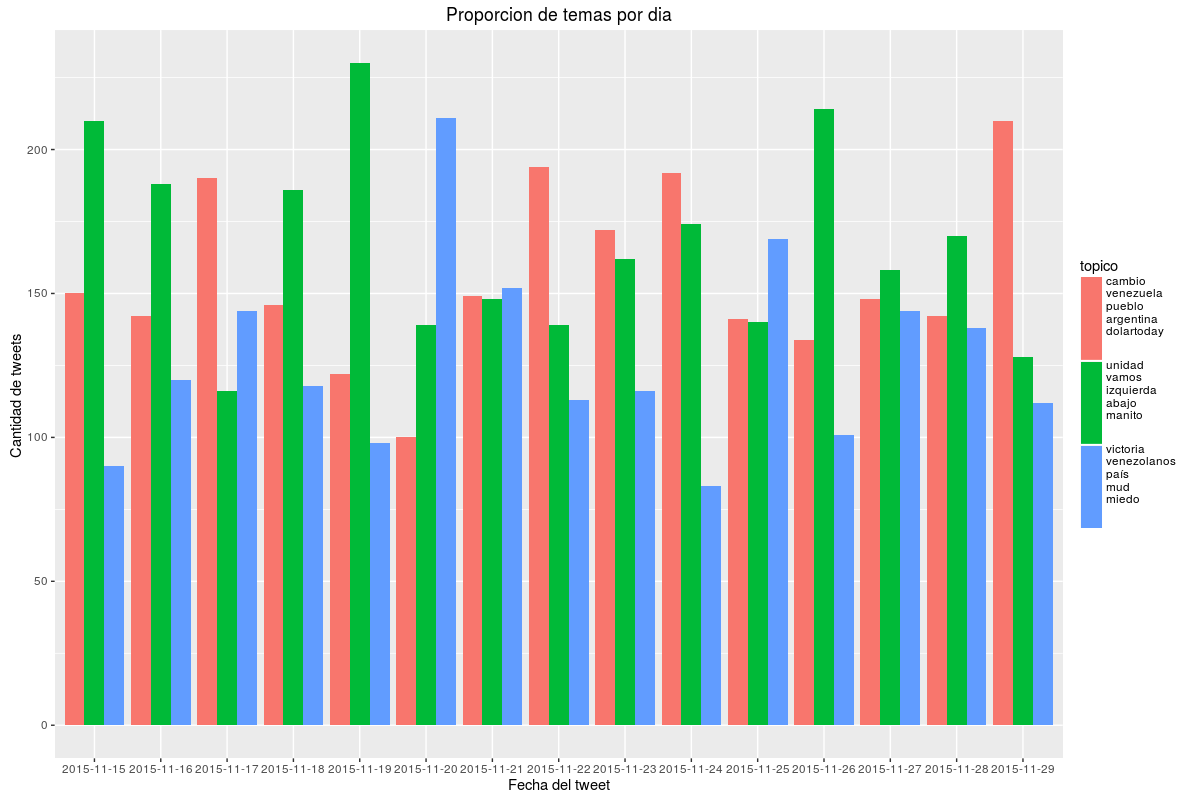 Proporcion de temas por dia
Cantidad de tweets
200
150
100
50
0
2015-11-15 2015-11-16 2015-11-17 2015-11-18 2015-11-19 2015-11-20 2015-11-21 2015-11-22 2015-11-23 2015-11-24 2015-11-25 2015-11-26 2015-11-27 2015-11-28 2015-11-29
Fecha del tweet
topico
cambio
venezuela
pueblo
argentina
dolartoday
unidad
vamos
izquierda
abajo
manito
victoria
venezolanos
país
mud
miedo